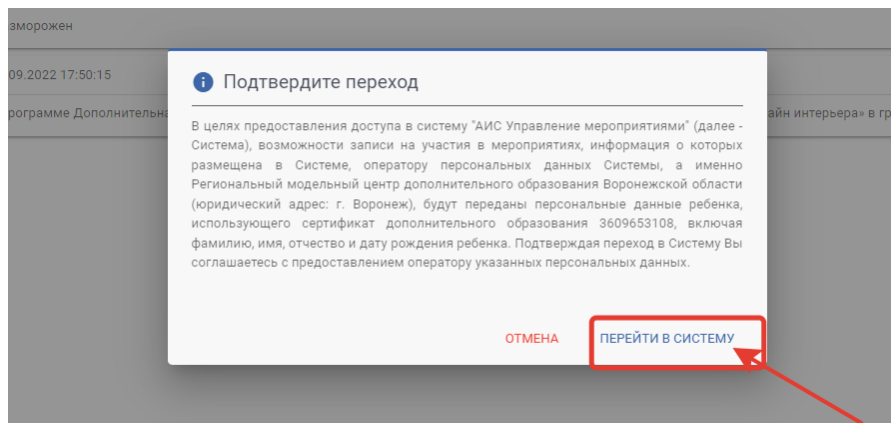 зморожен
09.2022 17:50:15
Подтвердите переход
рограмме Дополнительна
айн интерьера» в гр
В целях предоставления доступа в систему "АИС Управление мероприятиями" (далее -
Система), возможности записи на участия в мероприятиях, информация о которых
размещена в Системе, оператору персональных данных Системы, а именно
Региональный модельный центр дополнительного образования Воронежской области
(юридический адрес: г. Воронеж), будут переданы персональные данные ребенка,
использующего сертификат дополнительного образования 3609653108, включая
фамилию, имя, отчество и дату рождения ребенка. Подтверждая переход в Систему Вы
соглашаетесь с предоставлением оператору указанных персональных данных.
ОТМЕНА ПЕРЕЙТИ В СИСТЕМУ